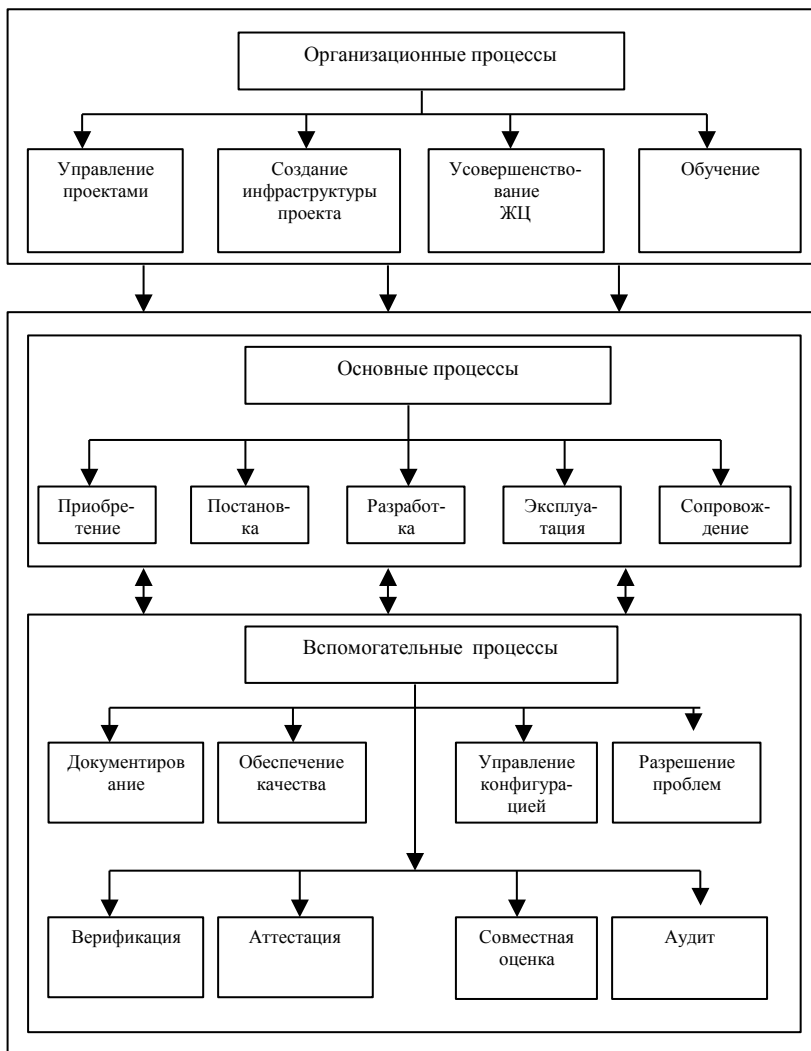 Организационные процессы
Управление
проектами
Создание
инфраструктуры
проекта
Усовершенство-
вание
ЖЦ
Обучение
Основные процессы
Приобре-
тение
Постанов-
ка
Разработ-
ка
Эксплуа-
тация
Сопровож-
дение
Вспомогательные процессы
Документиров
ание
Обеспечение
качества
Управление
конфигура-
цией
Разрешение
проблем
Верификация
Аттестация
Совместная
оценка
Аудит